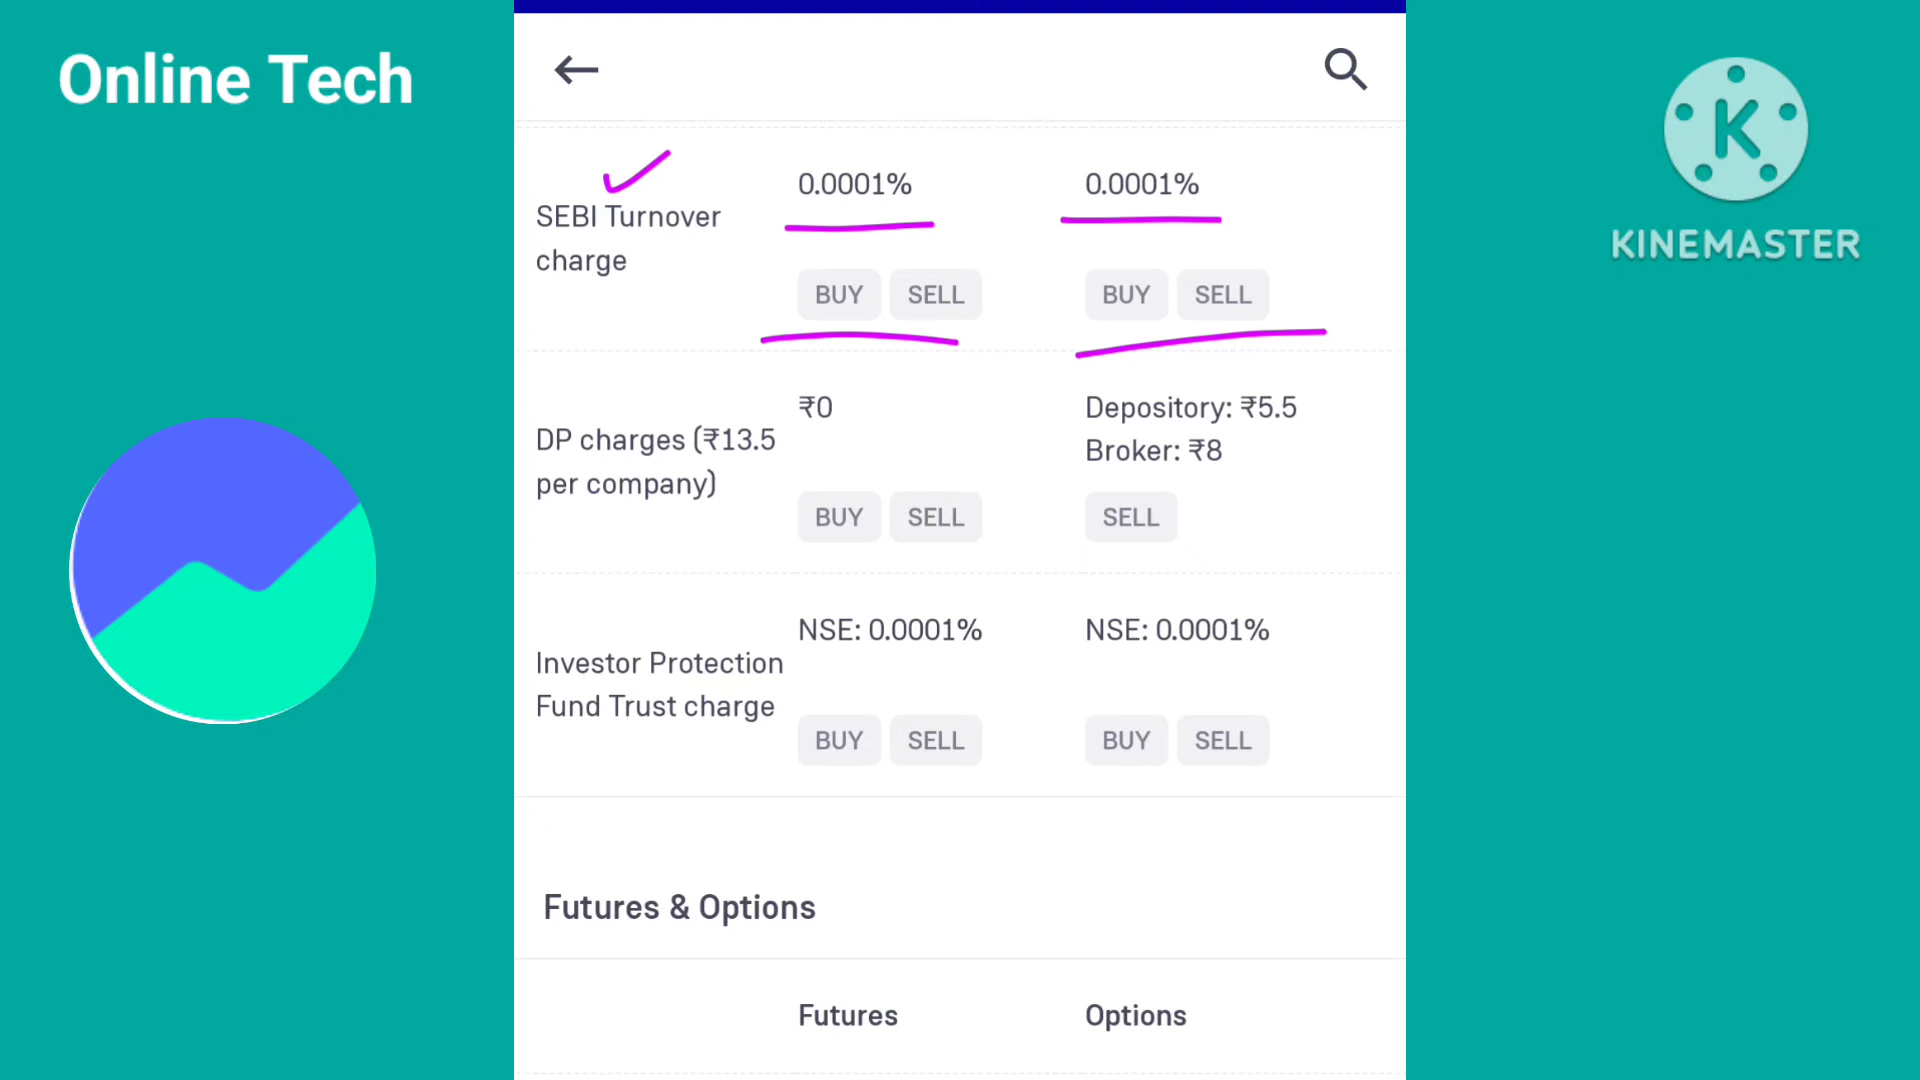 Online Tech
K
KINEMASTER
SEBI Turnover
charge
0.0001%
BUY SELL
0.0001%
BUY SELL
DP charges (₹13.5
per company)
₹0
BUY SELL
Depository: ₹5.5
Broker: ₹8
SELL
Investor Protection
Fund Trust charge
NSE: 0.0001%
BUY SELL
NSE: 0.0001%
BUY SELL
Futures & Options
Futures Options